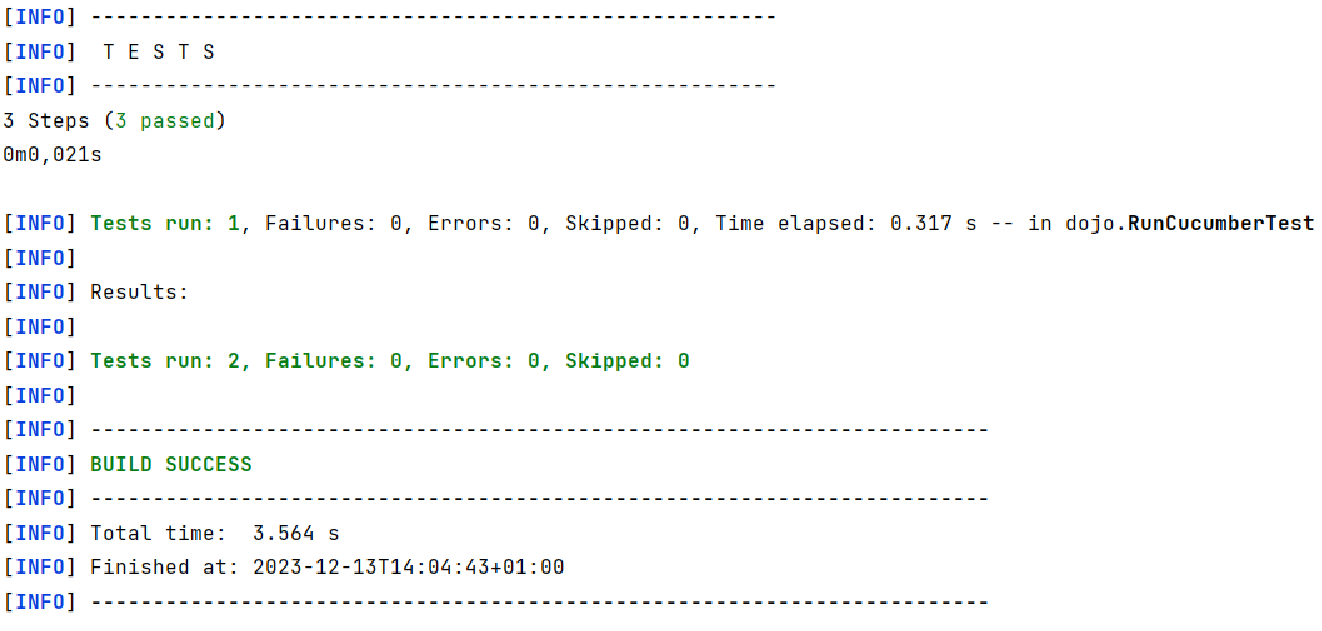 [INFO] -------------------------------------------------------
[INFO]  T E S T S
[INFO] -------------------------------------------------------
3 Steps (3 passed)
0m0,021s
[INFO] Tests run: 1, Failures: 0, Errors: 0, Skipped: 0, Time elapsed: 0.317 s -- in dojo.RunCucumberTest
[INFO]
[INFO] Results:
[INFO]
[INFO] Tests run: 2, Failures: 0, Errors: 0, Skipped: 0
[INFO]
[INFO] ------------------------------------------------------------------------
[INFO] BUILD SUCCESS
[INFO] ------------------------------------------------------------------------
[INFO] Total time:  3.564 s
[INFO] Finished at: 2023-12-13T14:04:43+01:00
[INFO] ------------------------------------------------------------------------